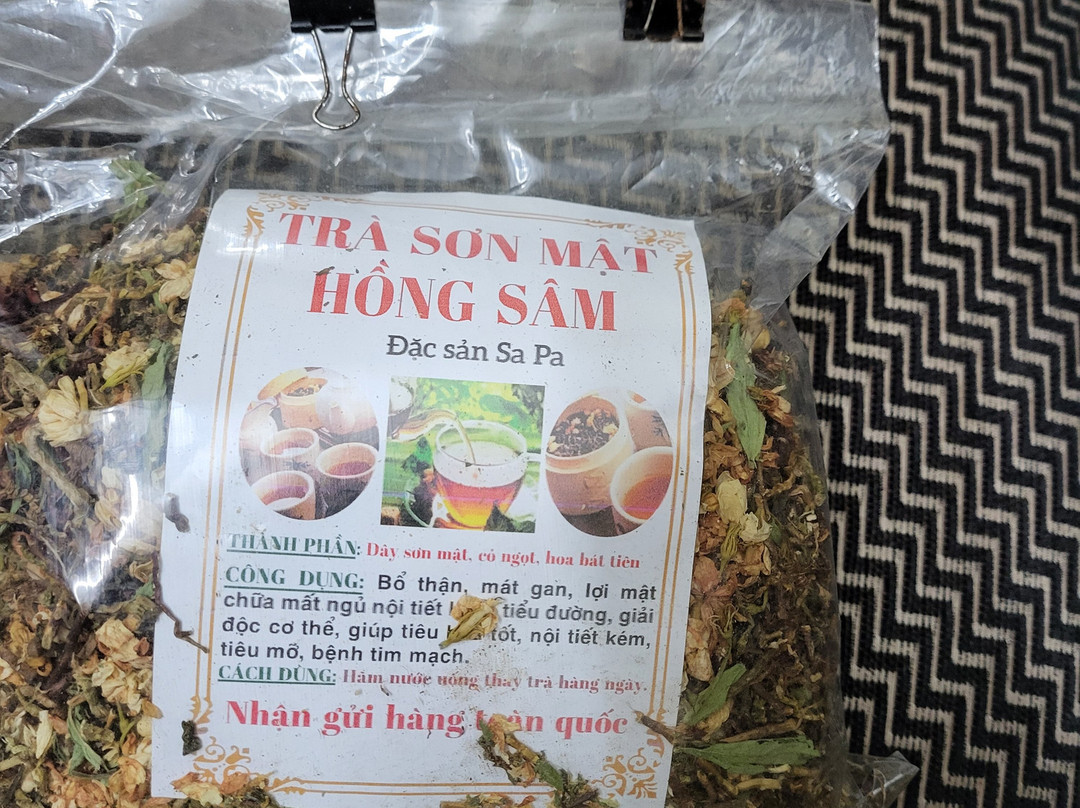 TRÀ SƠN MẬT
HỒNG SÂM
Đặc sản Sa Pa
THÀNH PHẦN: Dây sơn mật, cỏ ngọt, hoa bát tiên
CÔNG DỤNG: Bổ thận, mát gan, lợi mật
chữa mất ngủ nội tiết tiểu đường, giải
độc cơ thể, giúp tiêu tốt, nội tiết kém,
tiêu mỡ, bệnh tim mạch.
CÁCH DÙNG: Hãm nước uống thay trà hàng ngày.
Nhận gửi hàng toàn quốc